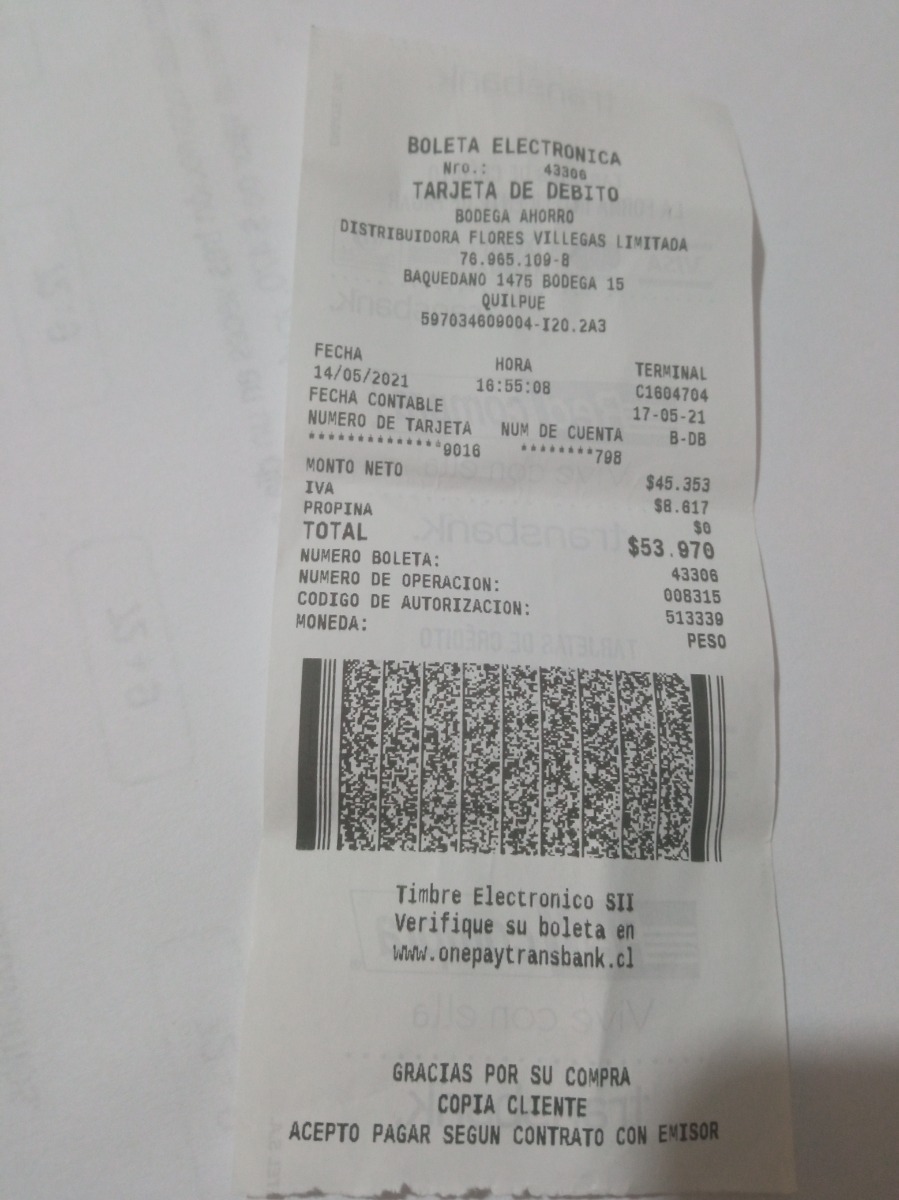 BOLETA ELECTRONICA
Nro.: 43306
TARJETA DE DEBITO
BODEGA AHORRO
DISTRIBUIDORA FLORES VILLEGAS LIMITADA
76.965.109-8
BAQUEDANO 1475 BODEGA 15
QUILPUE
597034609004-I20.2A3
FECHA HORA TERMINAL
14/05/2021 16:55:08 C1604704
FECHA CONTABLE 17-05-21
NUMERO DE TARJETA NUM DE CUENTA B-DB
***************9016 ********798
MONTO NETO $45.353
IVA $8.617
PROPINA $0
TOTAL $53.970
NUMERO BOLETA: 43306
NUMERO DE OPERACION: 008315
CODIGO DE AUTORIZACION: 513339
MONEDA: PESO
Timbre Electronico SII
Verifique su boleta en
www.onepaytransbank.cl
GRACIAS POR SU COMPRA
COPIA CLIENTE
ACEPTO PAGAR SEGUN CONTRATO CON EMISOR